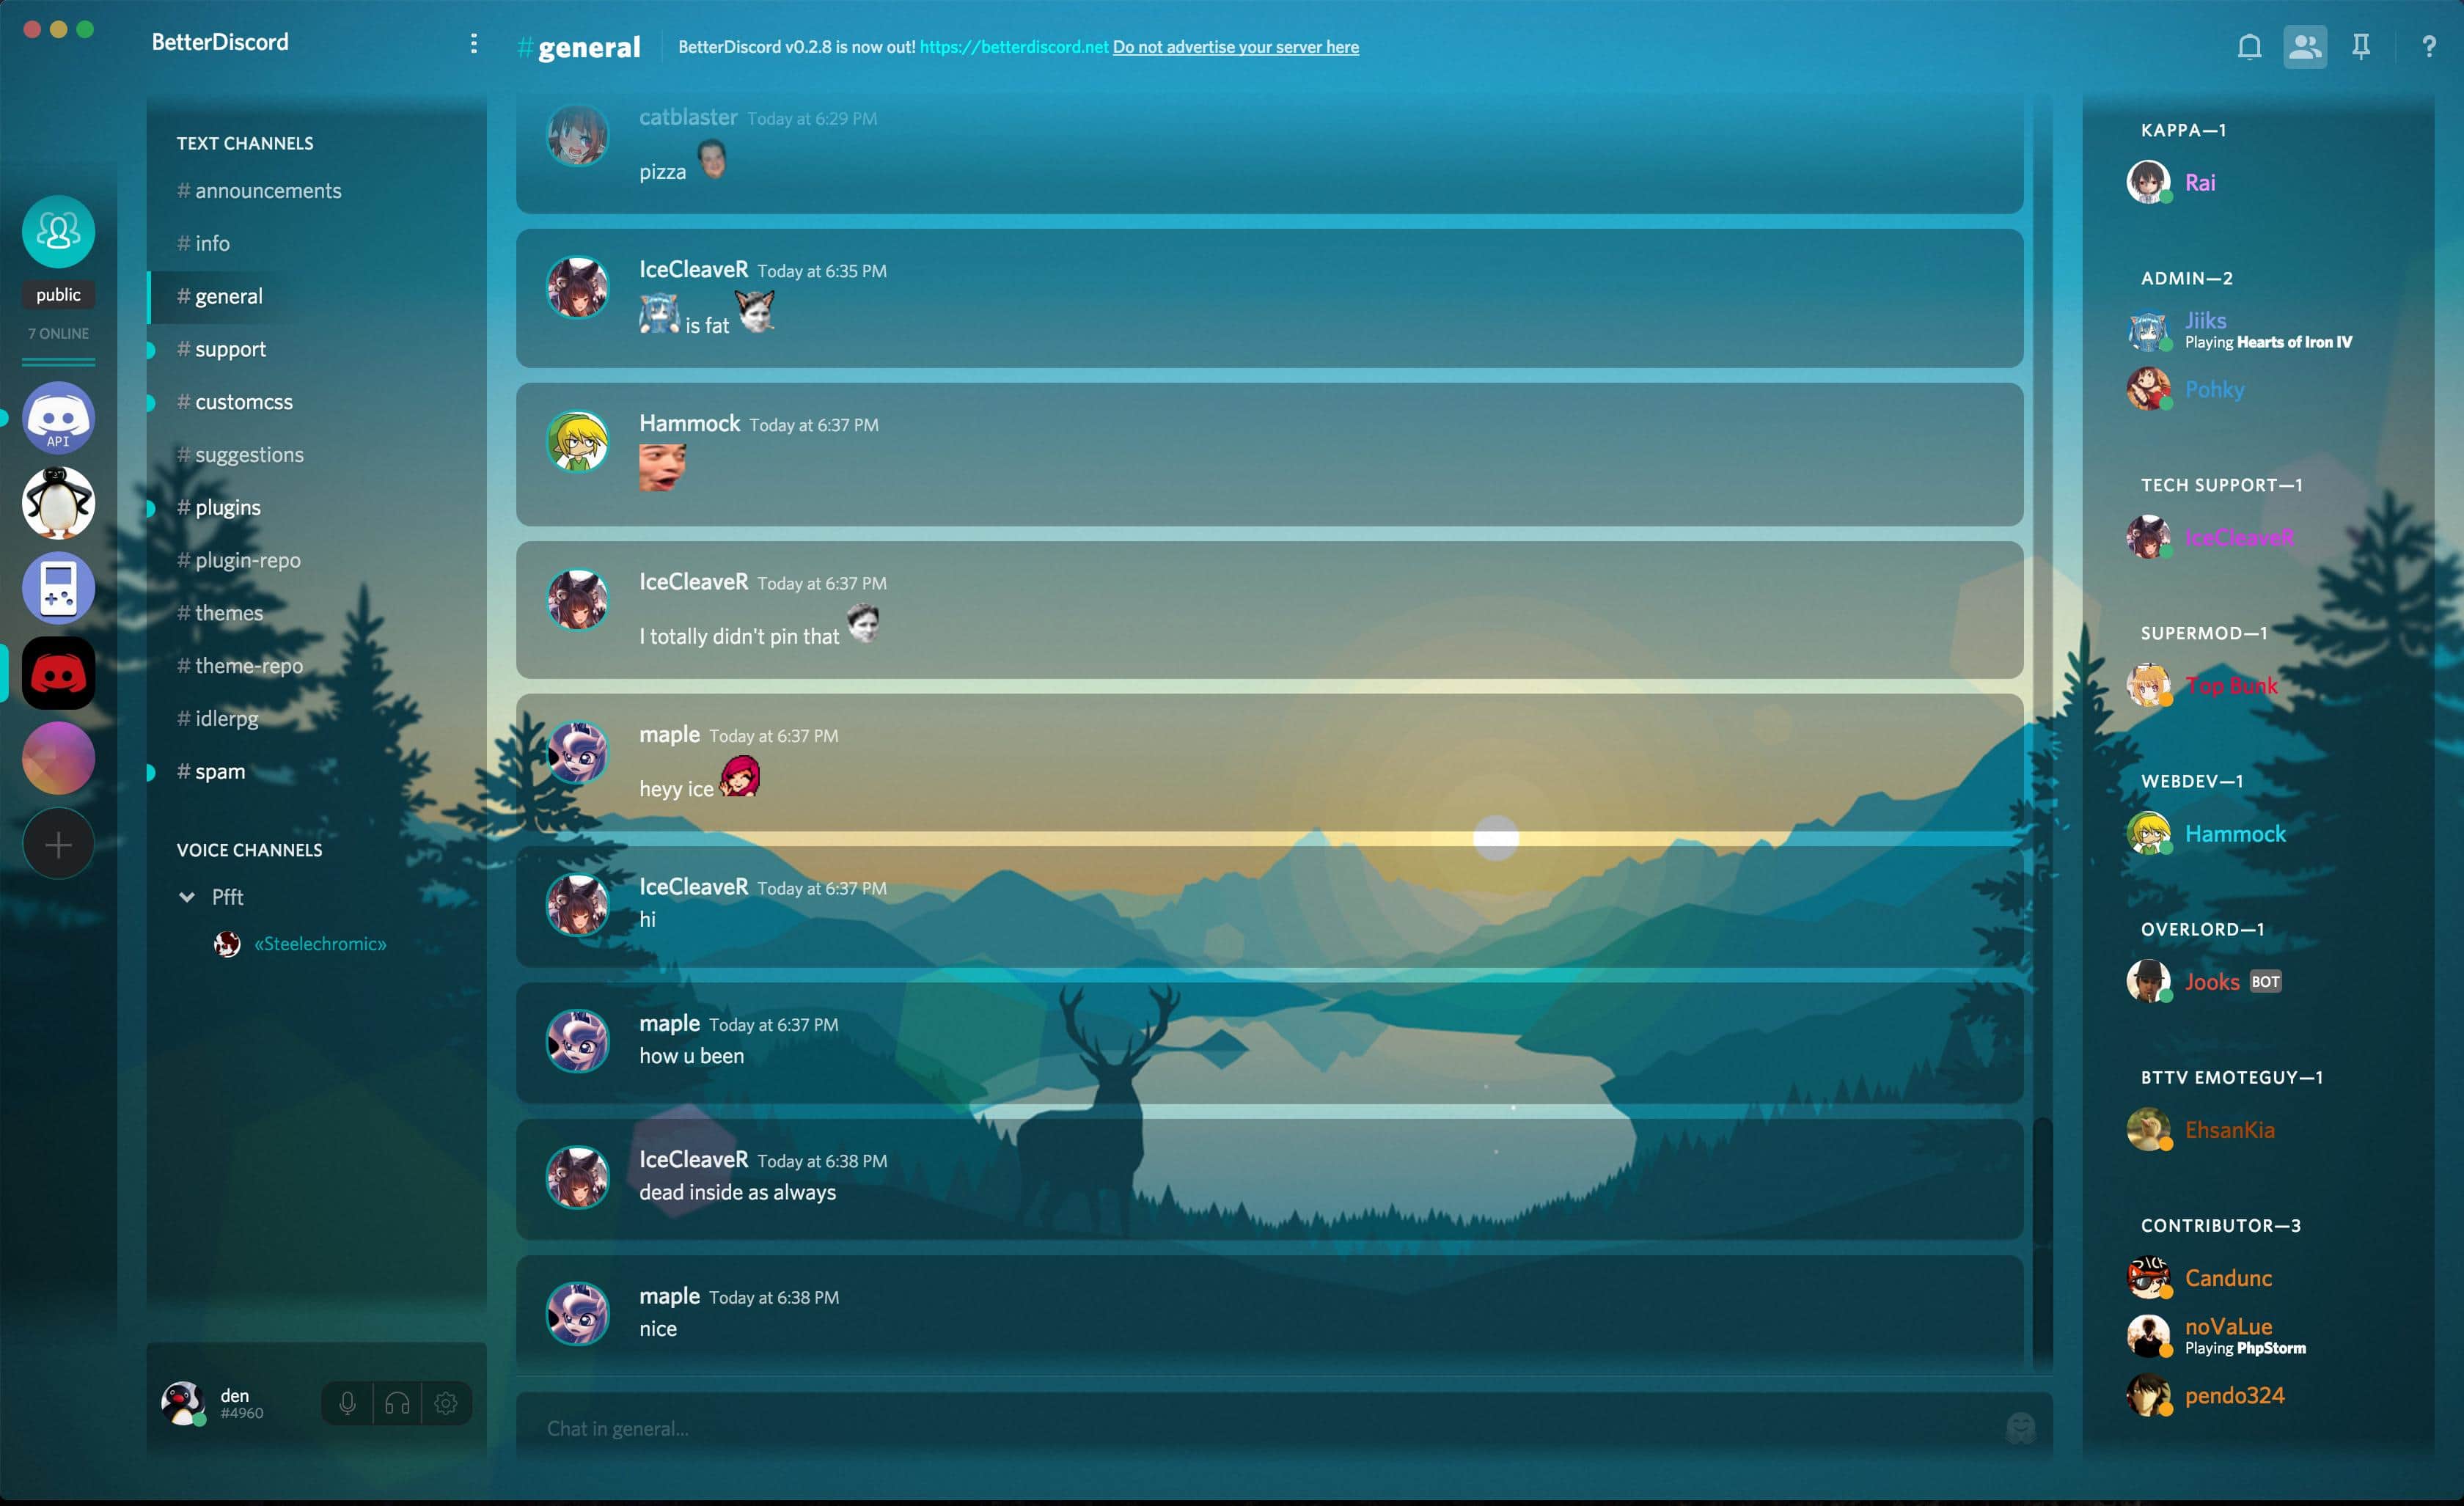 BetterDiscord
# general
BetterDiscord v0.2.8 is now out! https://betterdiscord.net Do not advertise your server here
public
7 ONLINE
API
TEXT CHANNELS
# announcements
# info
# general
# support
# customcss
# suggestions
# plugins
# plugin-repo
# themes
# theme-repo
# idlerpg
# spam
VOICE CHANNELS
Pfft
«Steelechromic»
den
#4960
catblaster Today at 6:29 PM
pizza
IceCleaveR Today at 6:35 PM
is fat
Hammock Today at 6:37 PM
IceCleaveR Today at 6:37 PM
I totally didn't pin that
maple Today at 6:37 PM
heyy ice
IceCleaveR Today at 6:37 PM
hi
maple Today at 6:37 PM
how u been
IceCleaveR Today at 6:38 PM
dead inside as always
maple Today at 6:38 PM
nice
Chat in general...
KAPPA—1
Rai
ADMIN—2
Jiiks
Playing Hearts of Iron IV
Pohky
TECH SUPPORT—1
IceCleaveR
SUPERMOD—1
Top Bunk
WEBDEV—1
Hammock
OVERLORD—1
Jooks BOT
BTTV EMOTEGUY—1
EhsanKia
CONTRIBUTOR—3
Candunc
noVaLue
Playing PhpStorm
pendo324